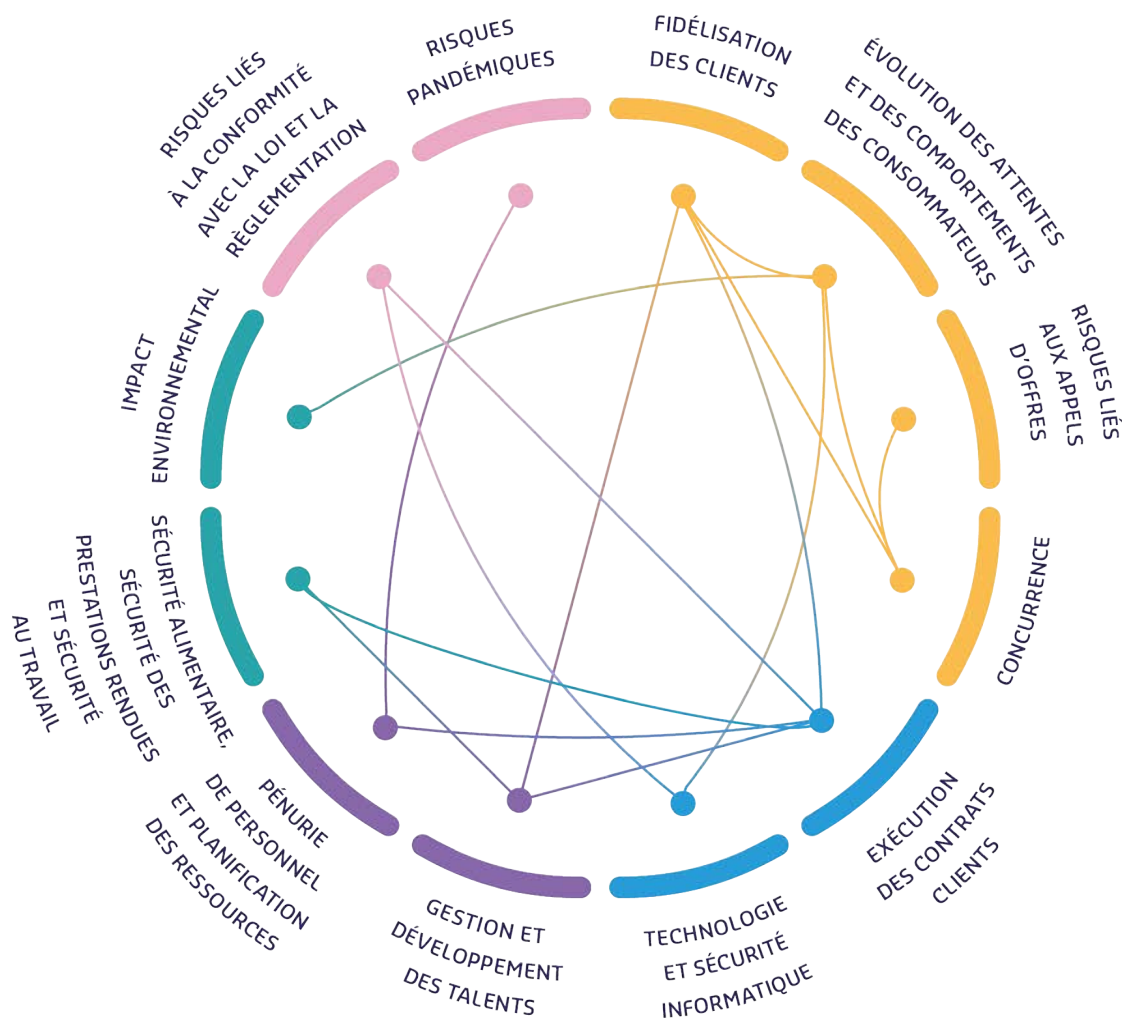 RISQUES
PANDÉMIQUES
FIDÉLISATION
DES CLIENTS
ÉVOLUTION DES ATTENTES
ET DES COMPORTEMENTS
DES CONSOMMATEURS
RISQUES LIÉS
AUX APPELS
D'OFFRES
CONCURRENCE
EXÉCUTION
DES CONTRATS
CLIENTS
TECHNOLOGIE
ET SÉCURITÉ
INFORMATIQUE
GESTION ET
DÉVELOPPEMENT
DES TALENTS
PÉNURIE
DE PERSONNEL
ET PLANIFICATION
DES RESSOURCES
SÉCURITÉ ALIMENTAIRE,
SÉCURITÉ DES
PRESTATIONS RENDUES
ET SÉCURITÉ
AU TRAVAIL
IMPACT
ENVIRONNEMENTAL
RISQUES LIÉS
À LA CONFORMITÉ
AVEC LA LOI ET LA
RÈGLEMENTATION